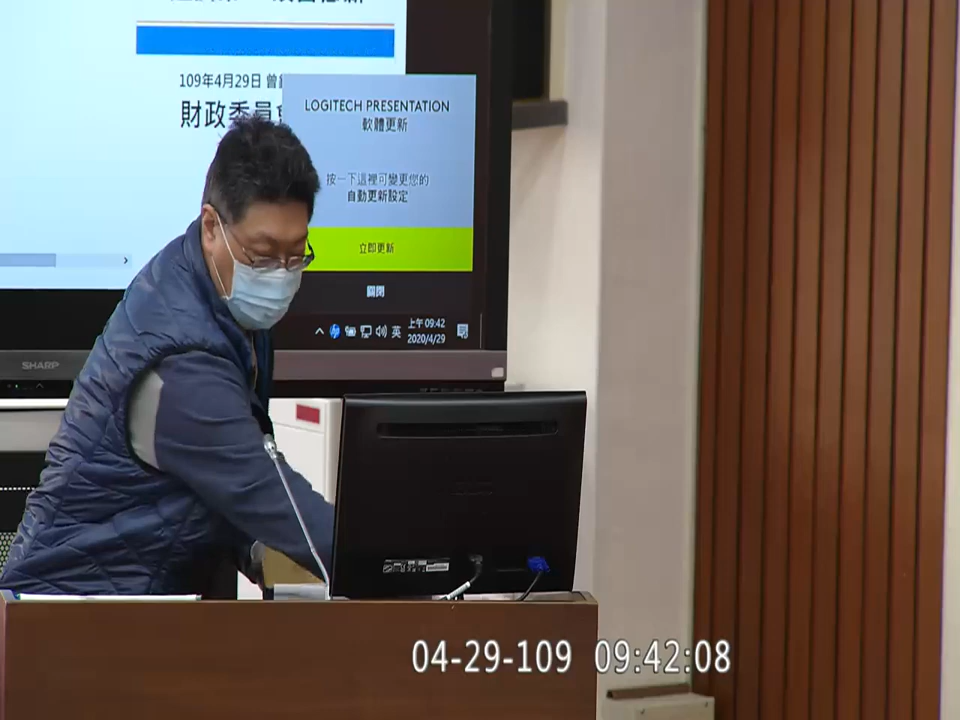 109年4月29日 曾
財政委員會
LOGITECH PRESENTATION
軟體更新
按一下這裡可變更您的
自動更新設定
立即更新
關閉
英
上午 09:42
2020/4/29
SHARP
04-29-109 09:42:08